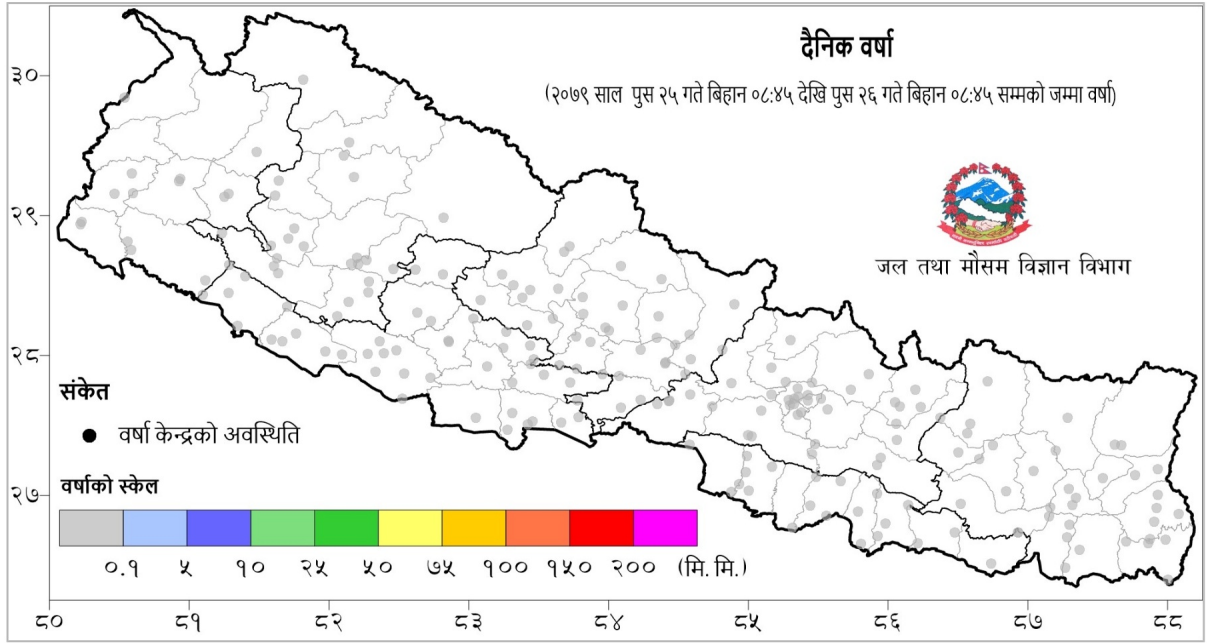 दैनिक वर्षा
(२०७९ साल पुस २५ गते बिहान ०८:४५ देखि पुस २६ गते बिहान ०८:४५ सम्मको जम्मा वर्षा)
जल तथा मौसम विज्ञान विभाग
३०
२९
२८
२७
संकेत
वर्षा केन्द्रको अवस्थिति
वर्षाको स्केल
०.१ ५ १० २५ ५० ७५ १०० १५० २०० (मि. मि.)
८० ८१ ८२ ८३ ८४ ८५ ८६ ८७ ८८